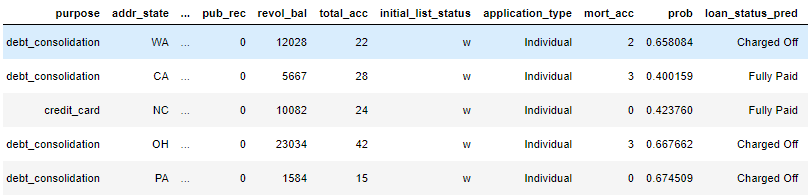 purpose addr_state ... pub_rec revol_bal total_acc initial_list_status application_type mort_acc prob loan_status_pred
debt_consolidation WA ... 0 12028 22 w Individual 2 0.658084 Charged Off
debt_consolidation CA ... 0 5667 28 w Individual 3 0.400159 Fully Paid
credit_card NC ... 0 10082 24 w Individual 0 0.423760 Fully Paid
debt_consolidation OH ... 0 23034 42 w Individual 3 0.667662 Charged Off
debt_consolidation PA ... 0 1584 15 w Individual 0 0.674509 Charged Off